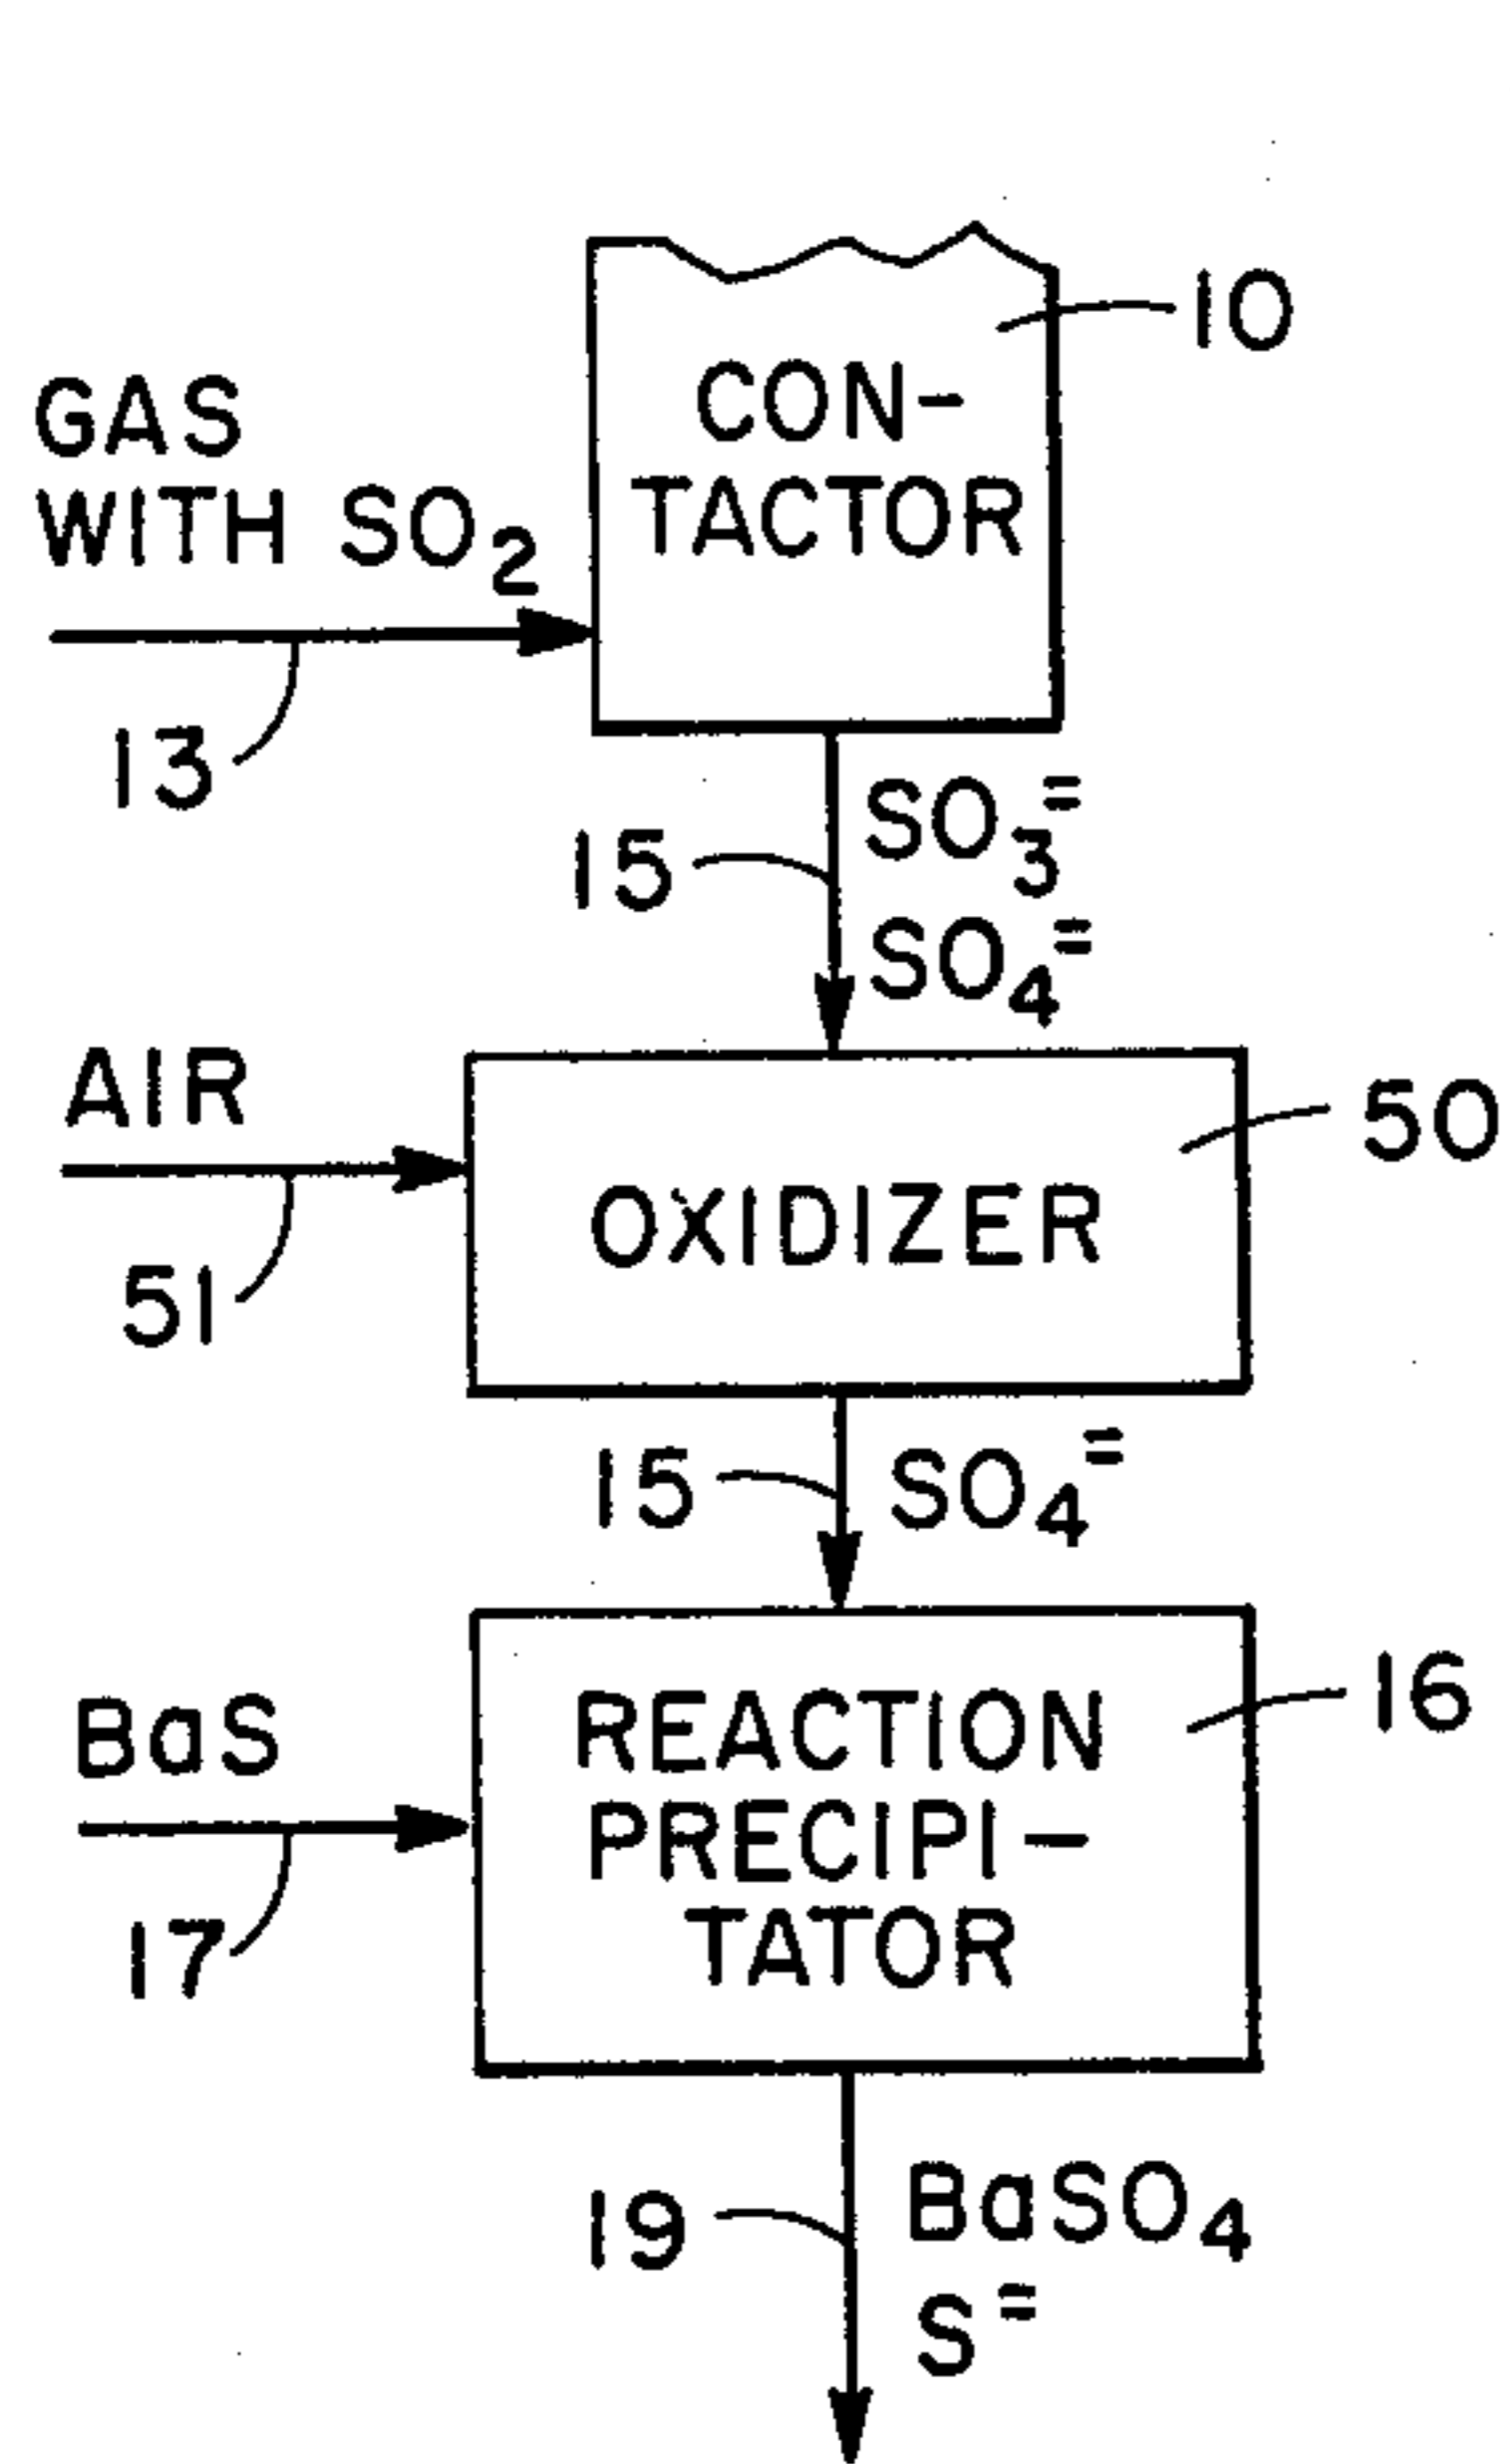 10
CON-
TACTOR
GAS
WITH SO₂
13
15
SO₃⁼
SO₄⁼
AIR
51
50
OXIDIZER
15
SO₄⁼
BaS
17
16
REACTION
PRECIPI-
TATOR
19
BaSO₄
S⁼